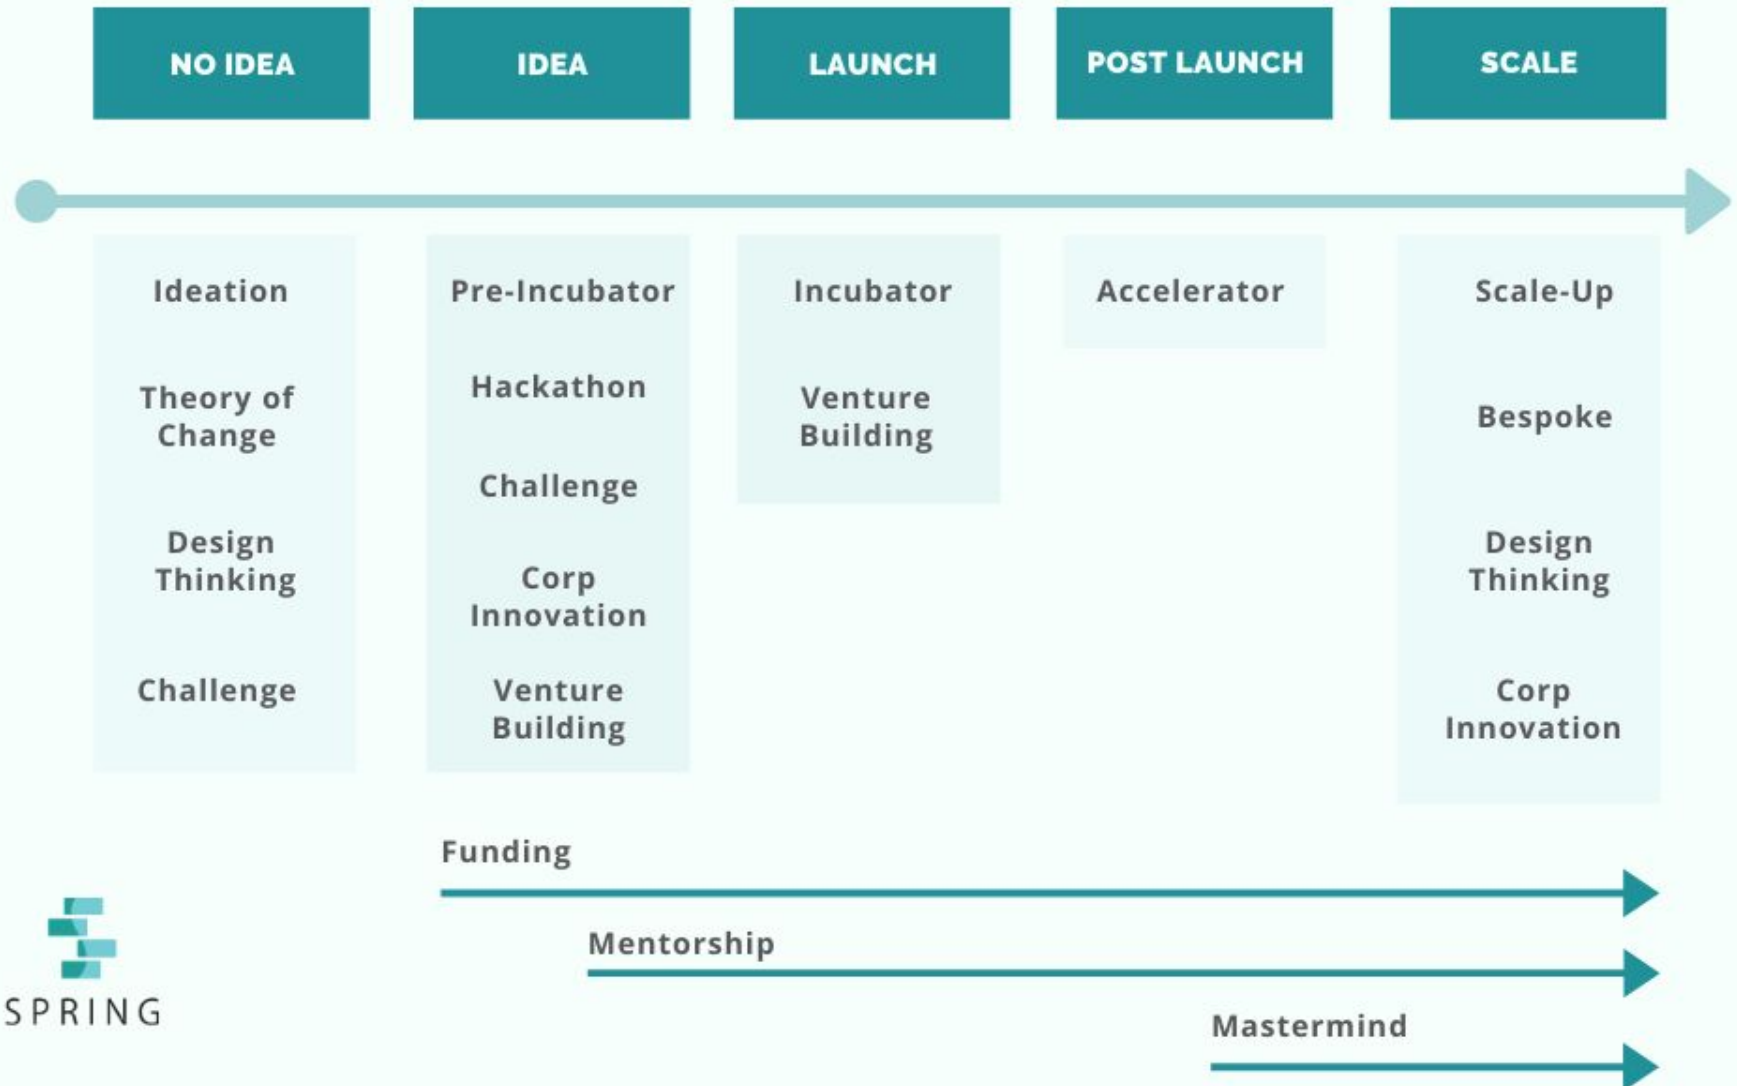 NO IDEA
IDEA
LAUNCH
POST LAUNCH
SCALE
Ideation
Theory of
Change
Design
Thinking
Challenge
Pre-Incubator
Hackathon
Challenge
Corp
Innovation
Venture
Building
Incubator
Venture
Building
Accelerator
Scale-Up
Bespoke
Design
Thinking
Corp
Innovation
Funding
Mentorship
Mastermind
SPRING